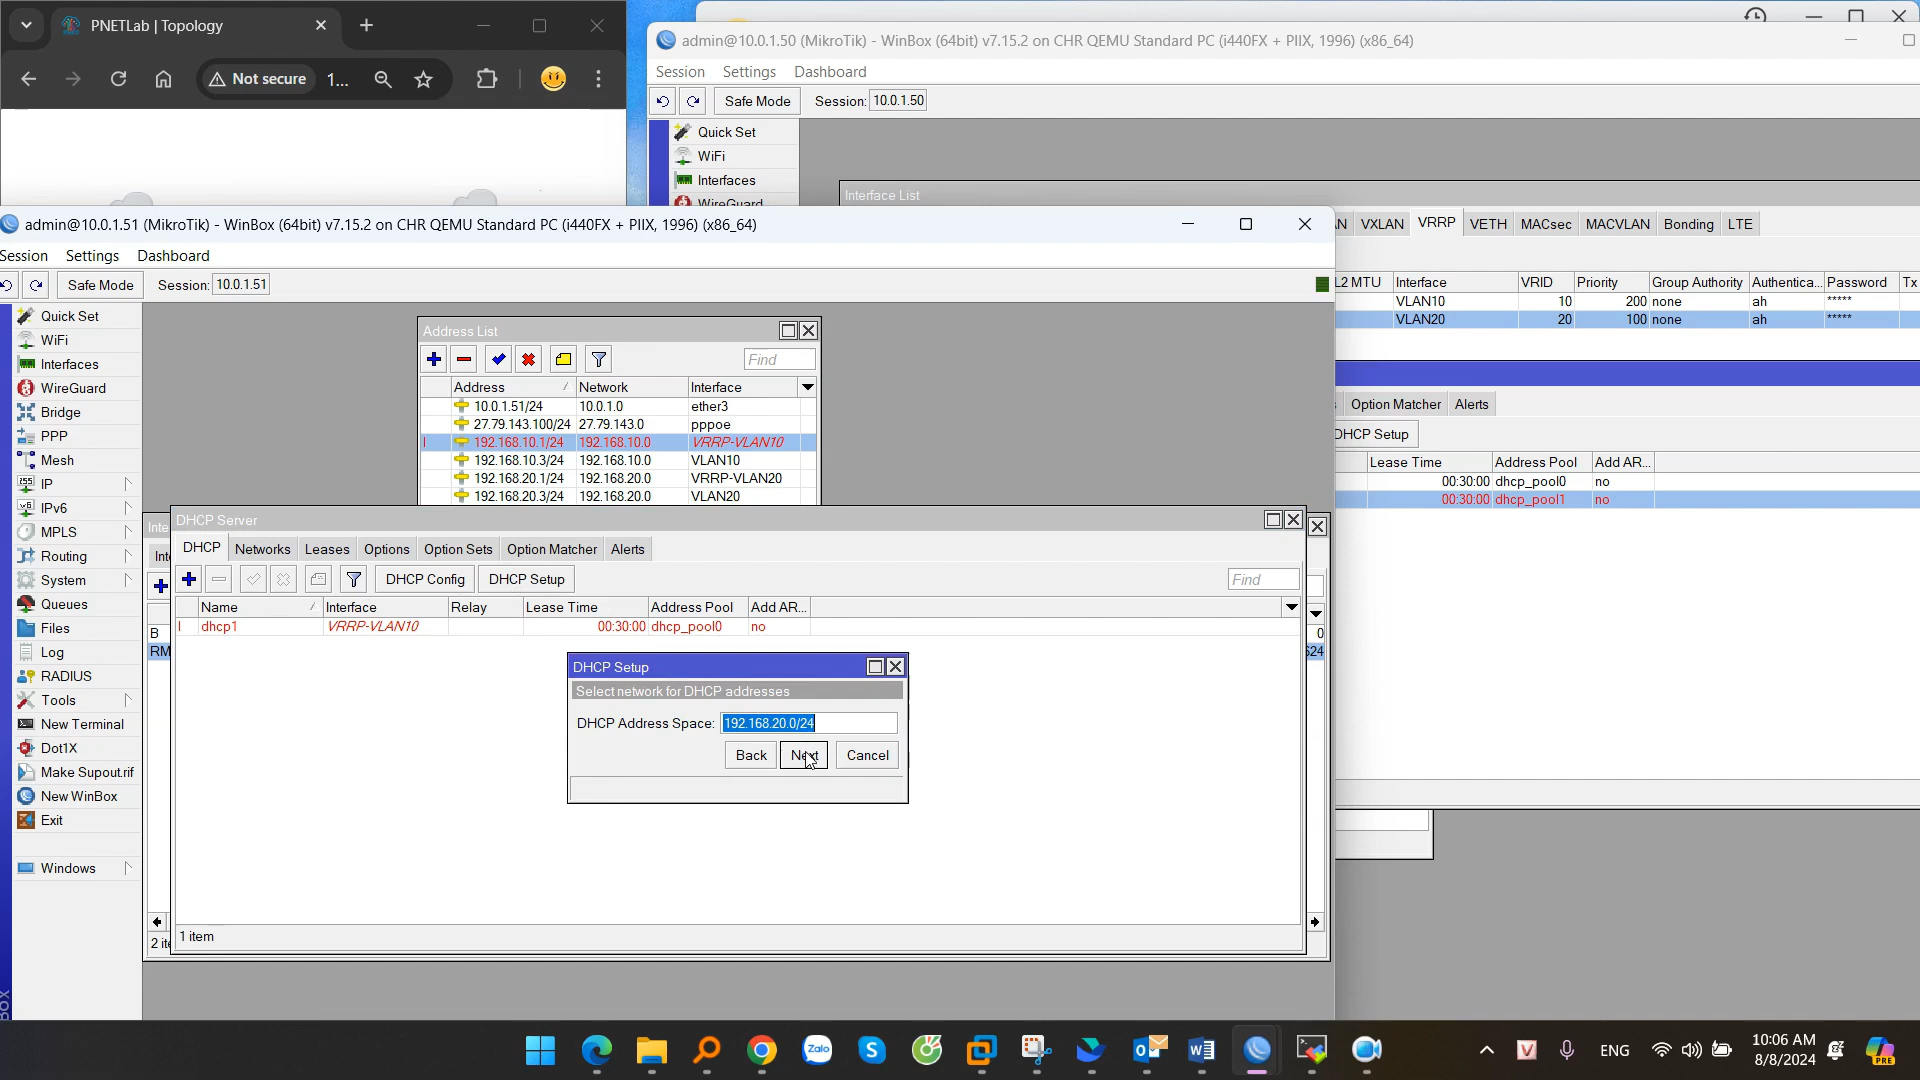 PNETLab | Topology
Not secure
1...
admin@10.0.1.50 (MikroTik) - WinBox (64bit) v7.15.2 on CHR QEMU Standard PC (i440FX + PIIX, 1996) (x86_64)
Session Settings Dashboard
Safe Mode Session: 10.0.1.50
Quick Set
WiFi
Interfaces
WireGuard
Interface List
VXLAN VRRP VETH MACsec MACVLAN Bonding LTE
L2 MTU Interface VRID Priority Group Authority Authentica... Password Tx
VLAN10 10 200 none ah *****
VLAN20 20 100 none ah *****
Option Matcher Alerts
DHCP Setup
Lease Time Address Pool Add AR...
00:30:00 dhcp_pool0 no
00:30:00 dhcp_pool1 no
admin@10.0.1.51 (MikroTik) - WinBox (64bit) v7.15.2 on CHR QEMU Standard PC (i440FX + PIIX, 1996) (x86_64)
Session Settings Dashboard
Safe Mode Session: 10.0.1.51
Quick Set
WiFi
Interfaces
WireGuard
Bridge
PPP
Mesh
IP
IPv6
MPLS
Routing
System
Queues
Files
Log
RADIUS
Tools
New Terminal
Dot1X
Make Supout.rif
New WinBox
Exit
Windows
Address List
Find
Address Network Interface
10.0.1.51/24 10.0.1.0 ether3
27.79.143.100/24 27.79.143.0 pppoe
I 192.168.10.1/24 192.168.10.0 VRRP-VLAN10
192.168.10.3/24 192.168.10.0 VLAN10
192.168.20.1/24 192.168.20.0 VRRP-VLAN20
192.168.20.3/24 192.168.20.0 VLAN20
DHCP Server
DHCP Networks Leases Options Option Sets Option Matcher Alerts
DHCP Config DHCP Setup Find
Name Interface Relay Lease Time Address Pool Add AR...
I dhcp1 VRRP-VLAN10 00:30:00 dhcp_pool0 no
B
0
RM
624
DHCP Setup
Select network for DHCP addresses
DHCP Address Space: 192.168.20.0/24
Back Next Cancel
1 item
Zalo
ENG
10:06 AM
8/8/2024
PRE